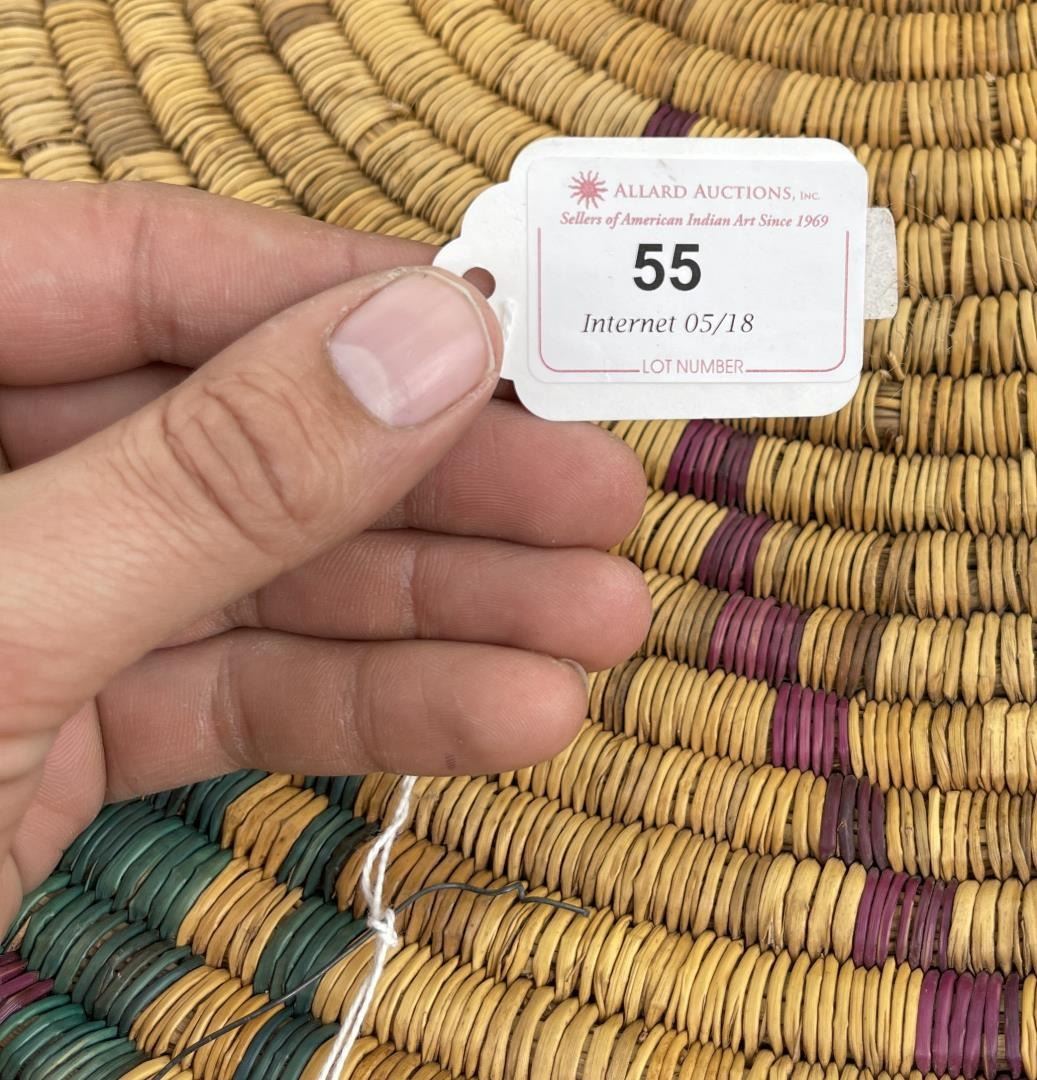 ALLARD AUCTIONS, INC.
Sellers of American Indian Art Since 1969
55
Internet 05/18
LOT NUMBER